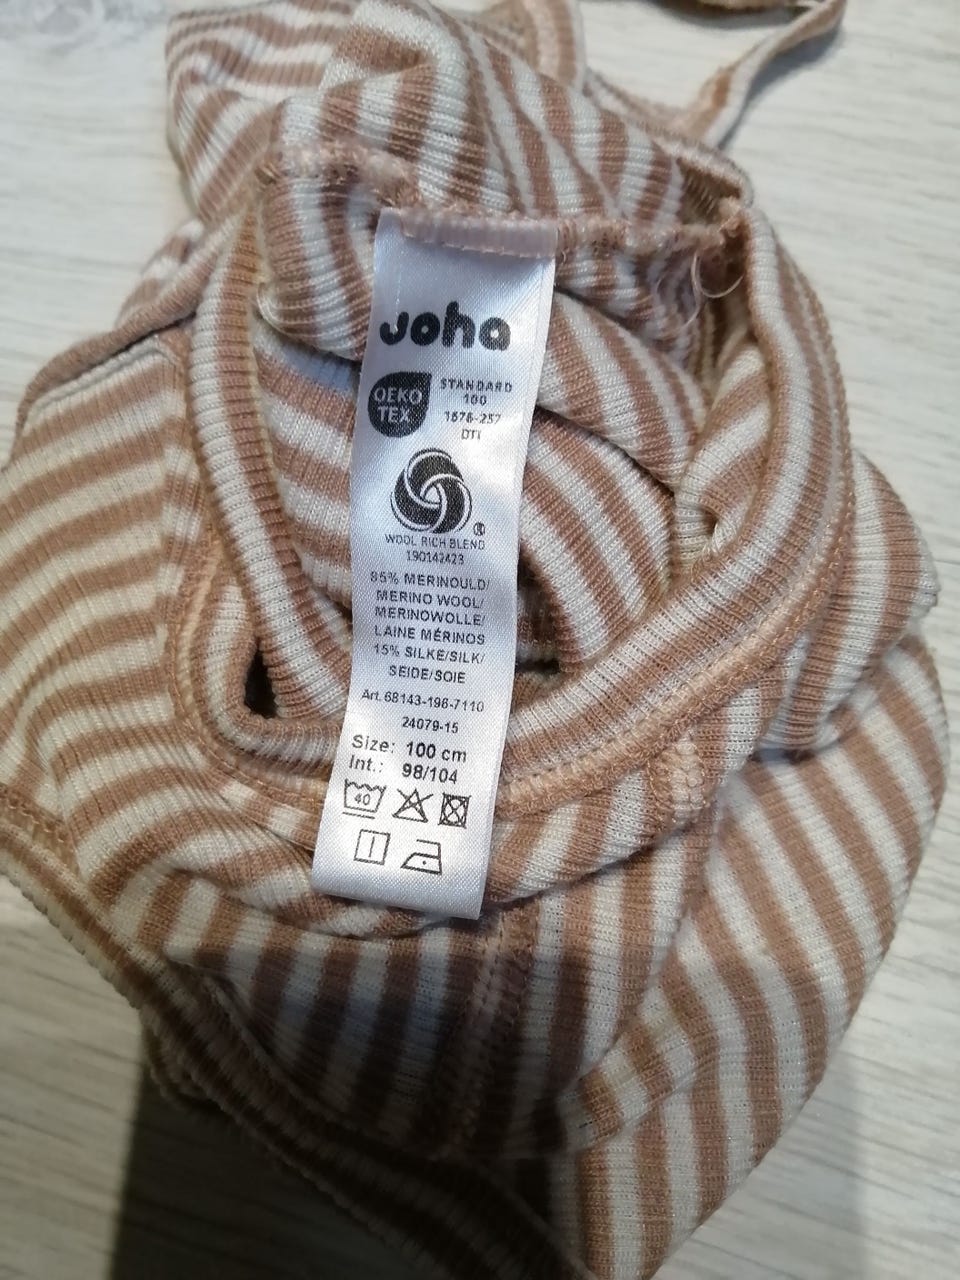 Joha
OEKO
TEX
STANDARD
100
1576-257
DTI
®
WOOL RICH BLEND
190142423
85% MERINOULD/
MERINO WOOL/
MERINOWOLLE/
LAINE MÉRINOS
15% SILKE/SILK/
SEIDE/SOIE
Art. 68143-196-7110
24079-15
Size: 100 cm
Int.: 98/104
40